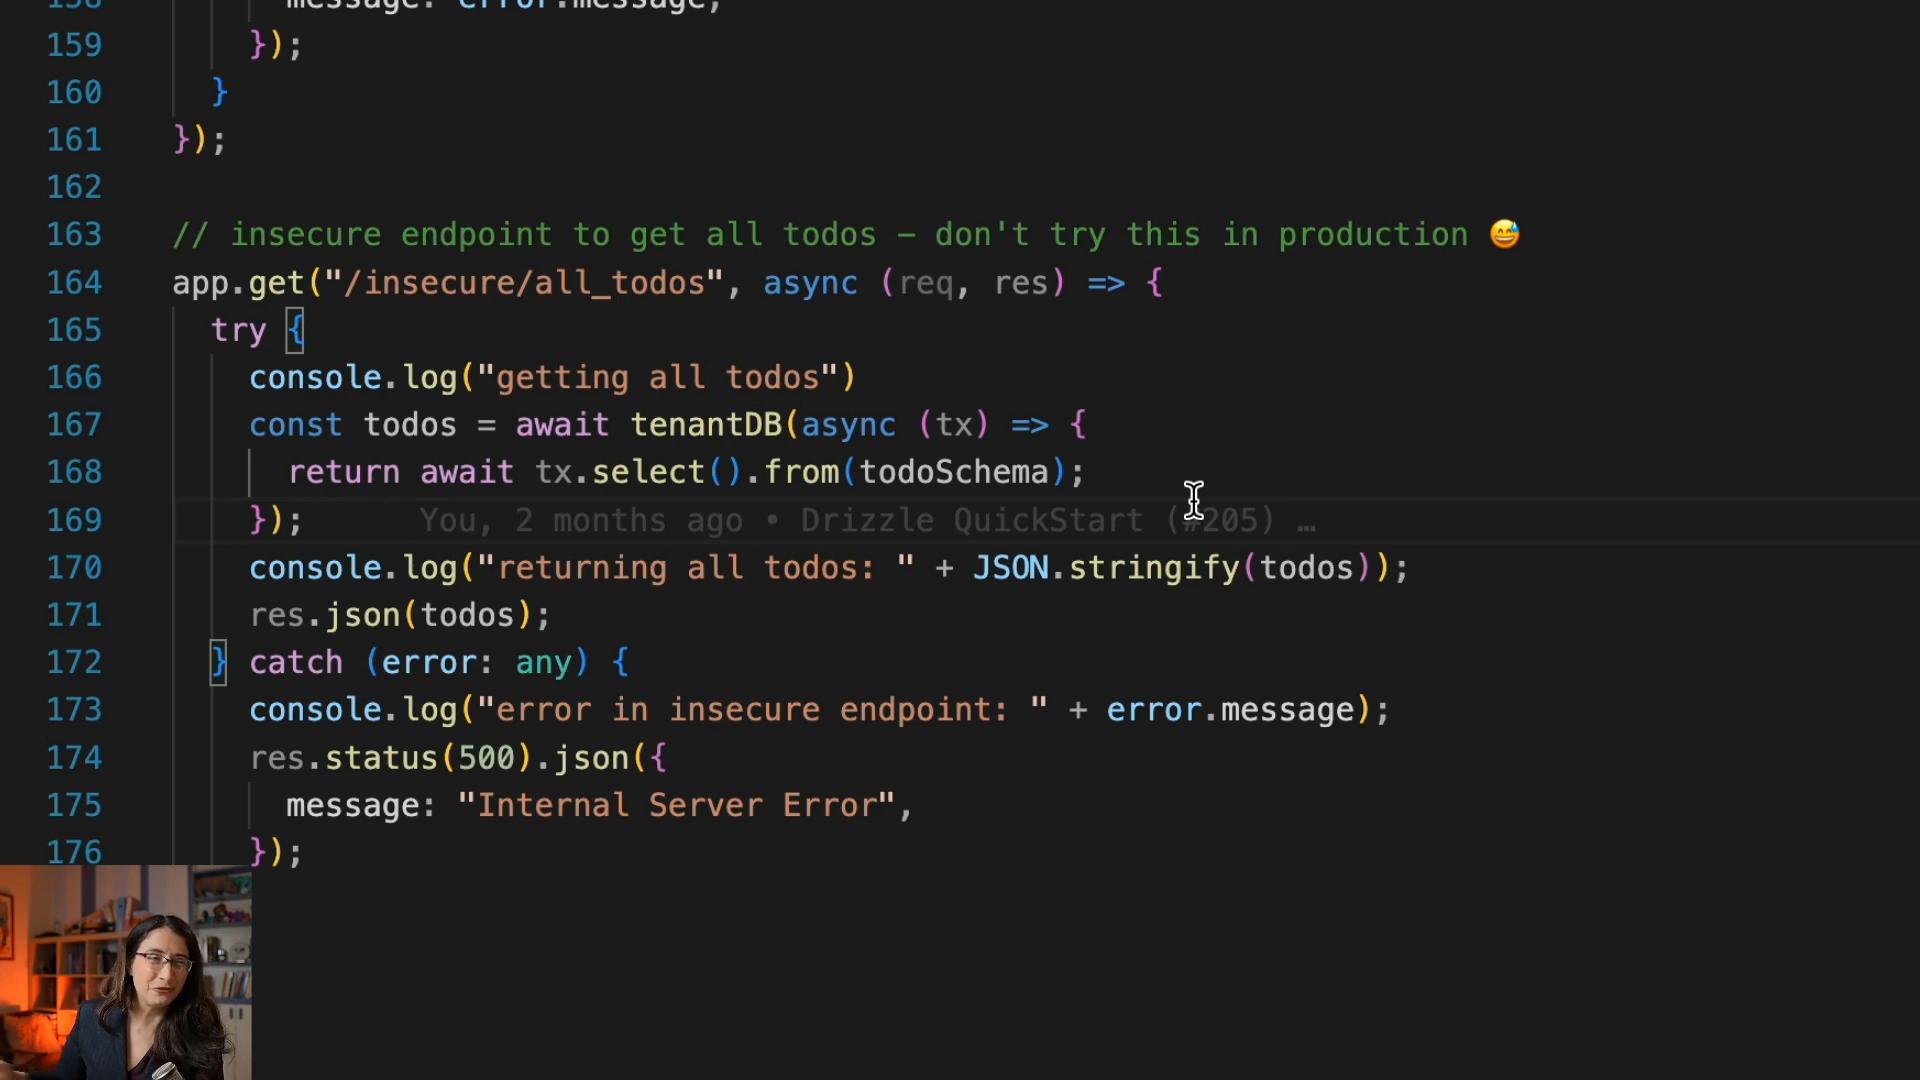 158 message: error.message,
159 });
160 }
161 });
162
163 // insecure endpoint to get all todos – don't try this in production 😅
164 app.get("/insecure/all_todos", async (req, res) => {
165 try {
166 console.log("getting all todos")
167 const todos = await tenantDB(async (tx) => {
168 return await tx.select().from(todoSchema);
169 }); You, 2 months ago • Drizzle QuickStart (#205) …
170 console.log("returning all todos: " + JSON.stringify(todos));
171 res.json(todos);
172 } catch (error: any) {
173 console.log("error in insecure endpoint: " + error.message);
174 res.status(500).json({
175 message: "Internal Server Error",
176 });